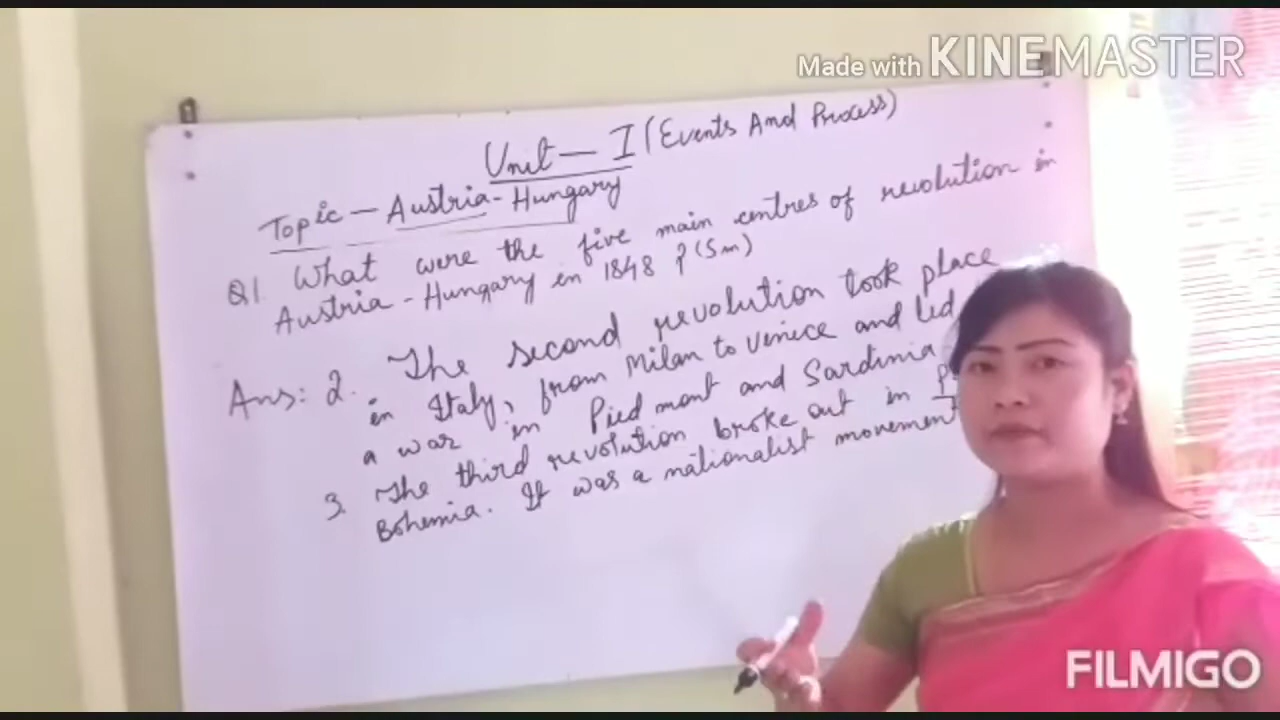 Made with KINEMASTER
Unit — I (Events And Process)
Topic — Austria - Hungary
Q1. What were the five main centres of revolution in
Austria - Hungary in 1848 ? (5m)
Ans: 2. The second revolution took place
in Italy, from Milan to Venice and led
a war in Piedmont and Sardinia
3. The third revolution broke out in
Bohemia. It was a nationalist movement
FILMIGO